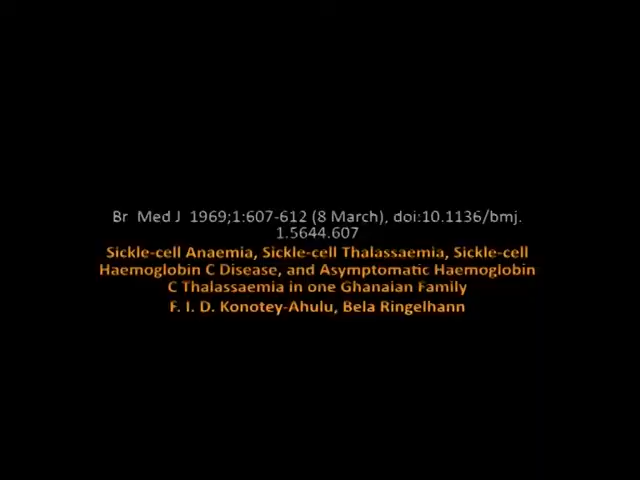 Br Med J 1969;1:607-612 (8 March), doi:10.1136/bmj.
1.5644.607
Sickle-cell Anaemia, Sickle-cell Thalassaemia, Sickle-cell
Haemoglobin C Disease, and Asymptomatic Haemoglobin
C Thalassaemia in one Ghanaian Family
F. I. D. Konotey-Ahulu, Bela Ringelhann